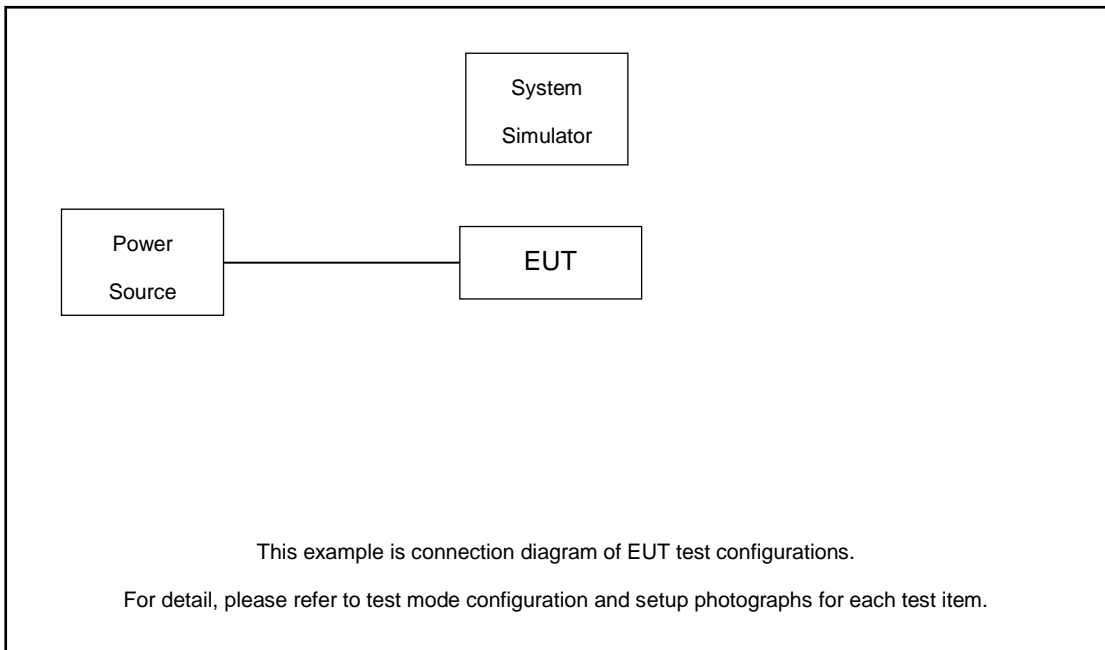 System
Simulator
Power
Source
EUT
This example is connection diagram of EUT test configurations.
For detail, please refer to test mode configuration and setup photographs for each test item.